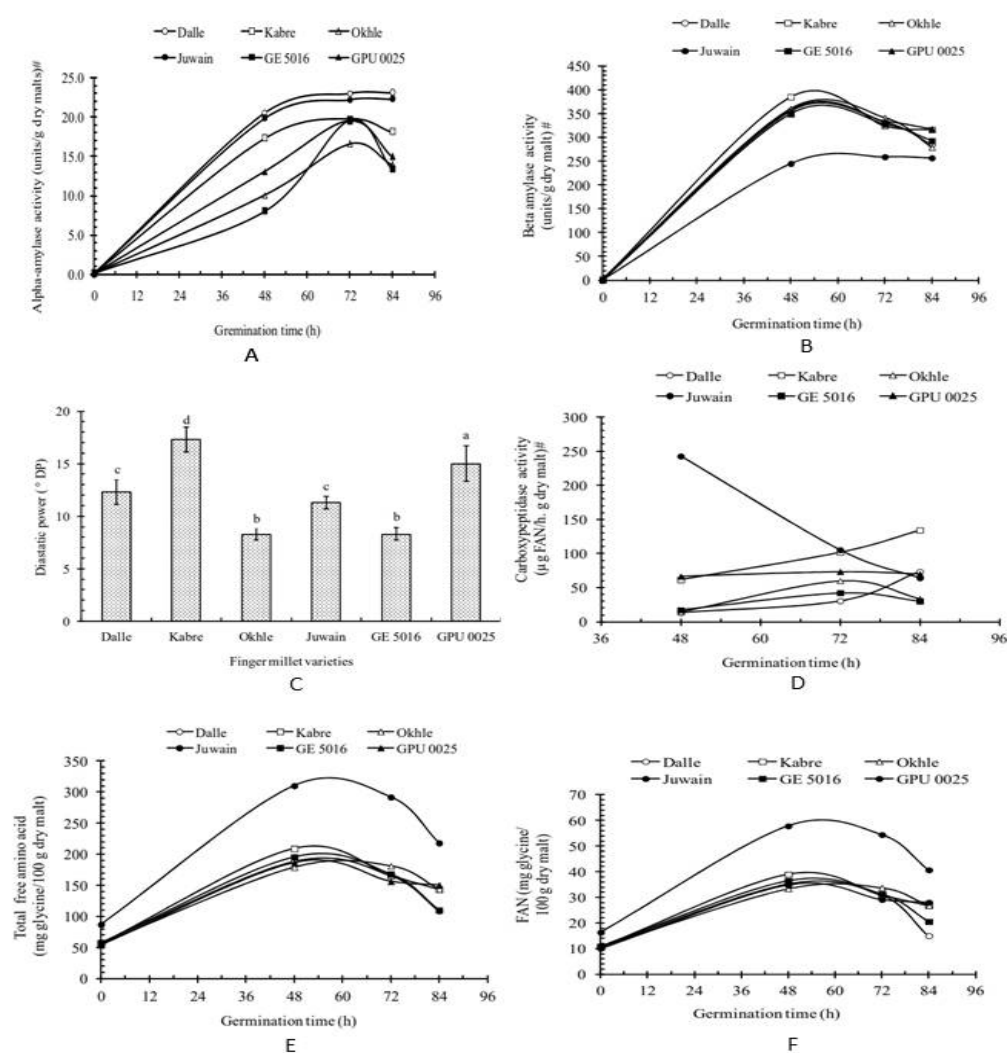 Dalle Kabre Okhle
Juwain GE 5016 GPU 0025
Alpha-amylase activity (units/g dry malts)#
25.0
20.0
15.0
10.0
5.0
0.0
0 12 24 36 48 60 72 84 96
Gremination time (h)
A
Dalle Kabre Okhle
Juwain GE 5016 GPU 0025
Beta amylase activity
(units/g dry malt) #
450
400
350
300
250
200
150
100
50
0
0 12 24 36 48 60 72 84 96
Germination time (h)
B
Diastatic power (° DP)
20
15
10
5
0
c d b c b a
Dalle Kabre Okhle Juwain GE 5016 GPU 0025
Finger millet varieties
C
Dalle Kabre Okhle
Juwain GE 5016 GPU 0025
Carboxypeptidase activity
(µg FAN/h. g dry malt)#
300
250
200
150
100
50
0
36 48 60 72 84 96
Germination time (h)
D
Dalle Kabre Okhle
Juwain GE 5016 GPU 0025
Total free amino acid
(mg glycine/100 g dry malt)
350
300
250
200
150
100
50
0
0 12 24 36 48 60 72 84 96
Germination time (h)
E
Dalle Kabre Okhle
Juwain GE 5016 GPU 0025
FAN (mg glycine/
100 g dry malt)
70
60
50
40
30
20
10
0
0 12 24 36 48 60 72 84 96
Germination time (h)
F